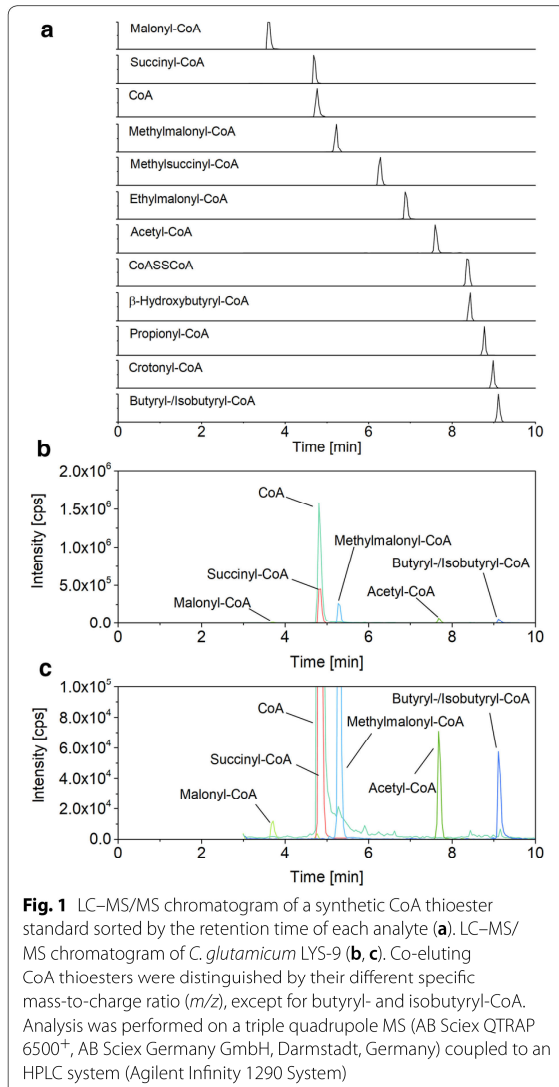 a
Malonyl-CoA
Succinyl-CoA
CoA
Methylmalonyl-CoA
Methylsuccinyl-CoA
Ethylmalonyl-CoA
Acetyl-CoA
CoASSCoA
β-Hydroxybutyryl-CoA
Propionyl-CoA
Crotonyl-CoA
Butyryl-/Isobutyryl-CoA
0 2 4 6 8 10
Time [min]
b
Intensity [cps]
2.0x10⁶
1.5x10⁶
1.0x10⁶
5.0x10⁵
0.0
CoA
Methylmalonyl-CoA
Succinyl-CoA
Butyryl-/Isobutyryl-CoA
Acetyl-CoA
Malonyl-CoA
0 2 4 6 8 10
Time [min]
c
Intensity [cps]
1.0x10⁵
8.0x10⁴
6.0x10⁴
4.0x10⁴
2.0x10⁴
0.0
Butyryl-/Isobutyryl-CoA
CoA
Methylmalonyl-CoA
Succinyl-CoA
Acetyl-CoA
Malonyl-CoA
0 2 4 6 8 10
Time [min]
Fig. 1 LC–MS/MS chromatogram of a synthetic CoA thioester
standard sorted by the retention time of each analyte (a). LC–MS/
MS chromatogram of C. glutamicum LYS-9 (b, c). Co-eluting
CoA thioesters were distinguished by their different specific
mass-to-charge ratio (m/z), except for butyryl- and isobutyryl-CoA.
Analysis was performed on a triple quadrupole MS (AB Sciex QTRAP
6500⁺, AB Sciex Germany GmbH, Darmstadt, Germany) coupled to an
HPLC system (Agilent Infinity 1290 System)